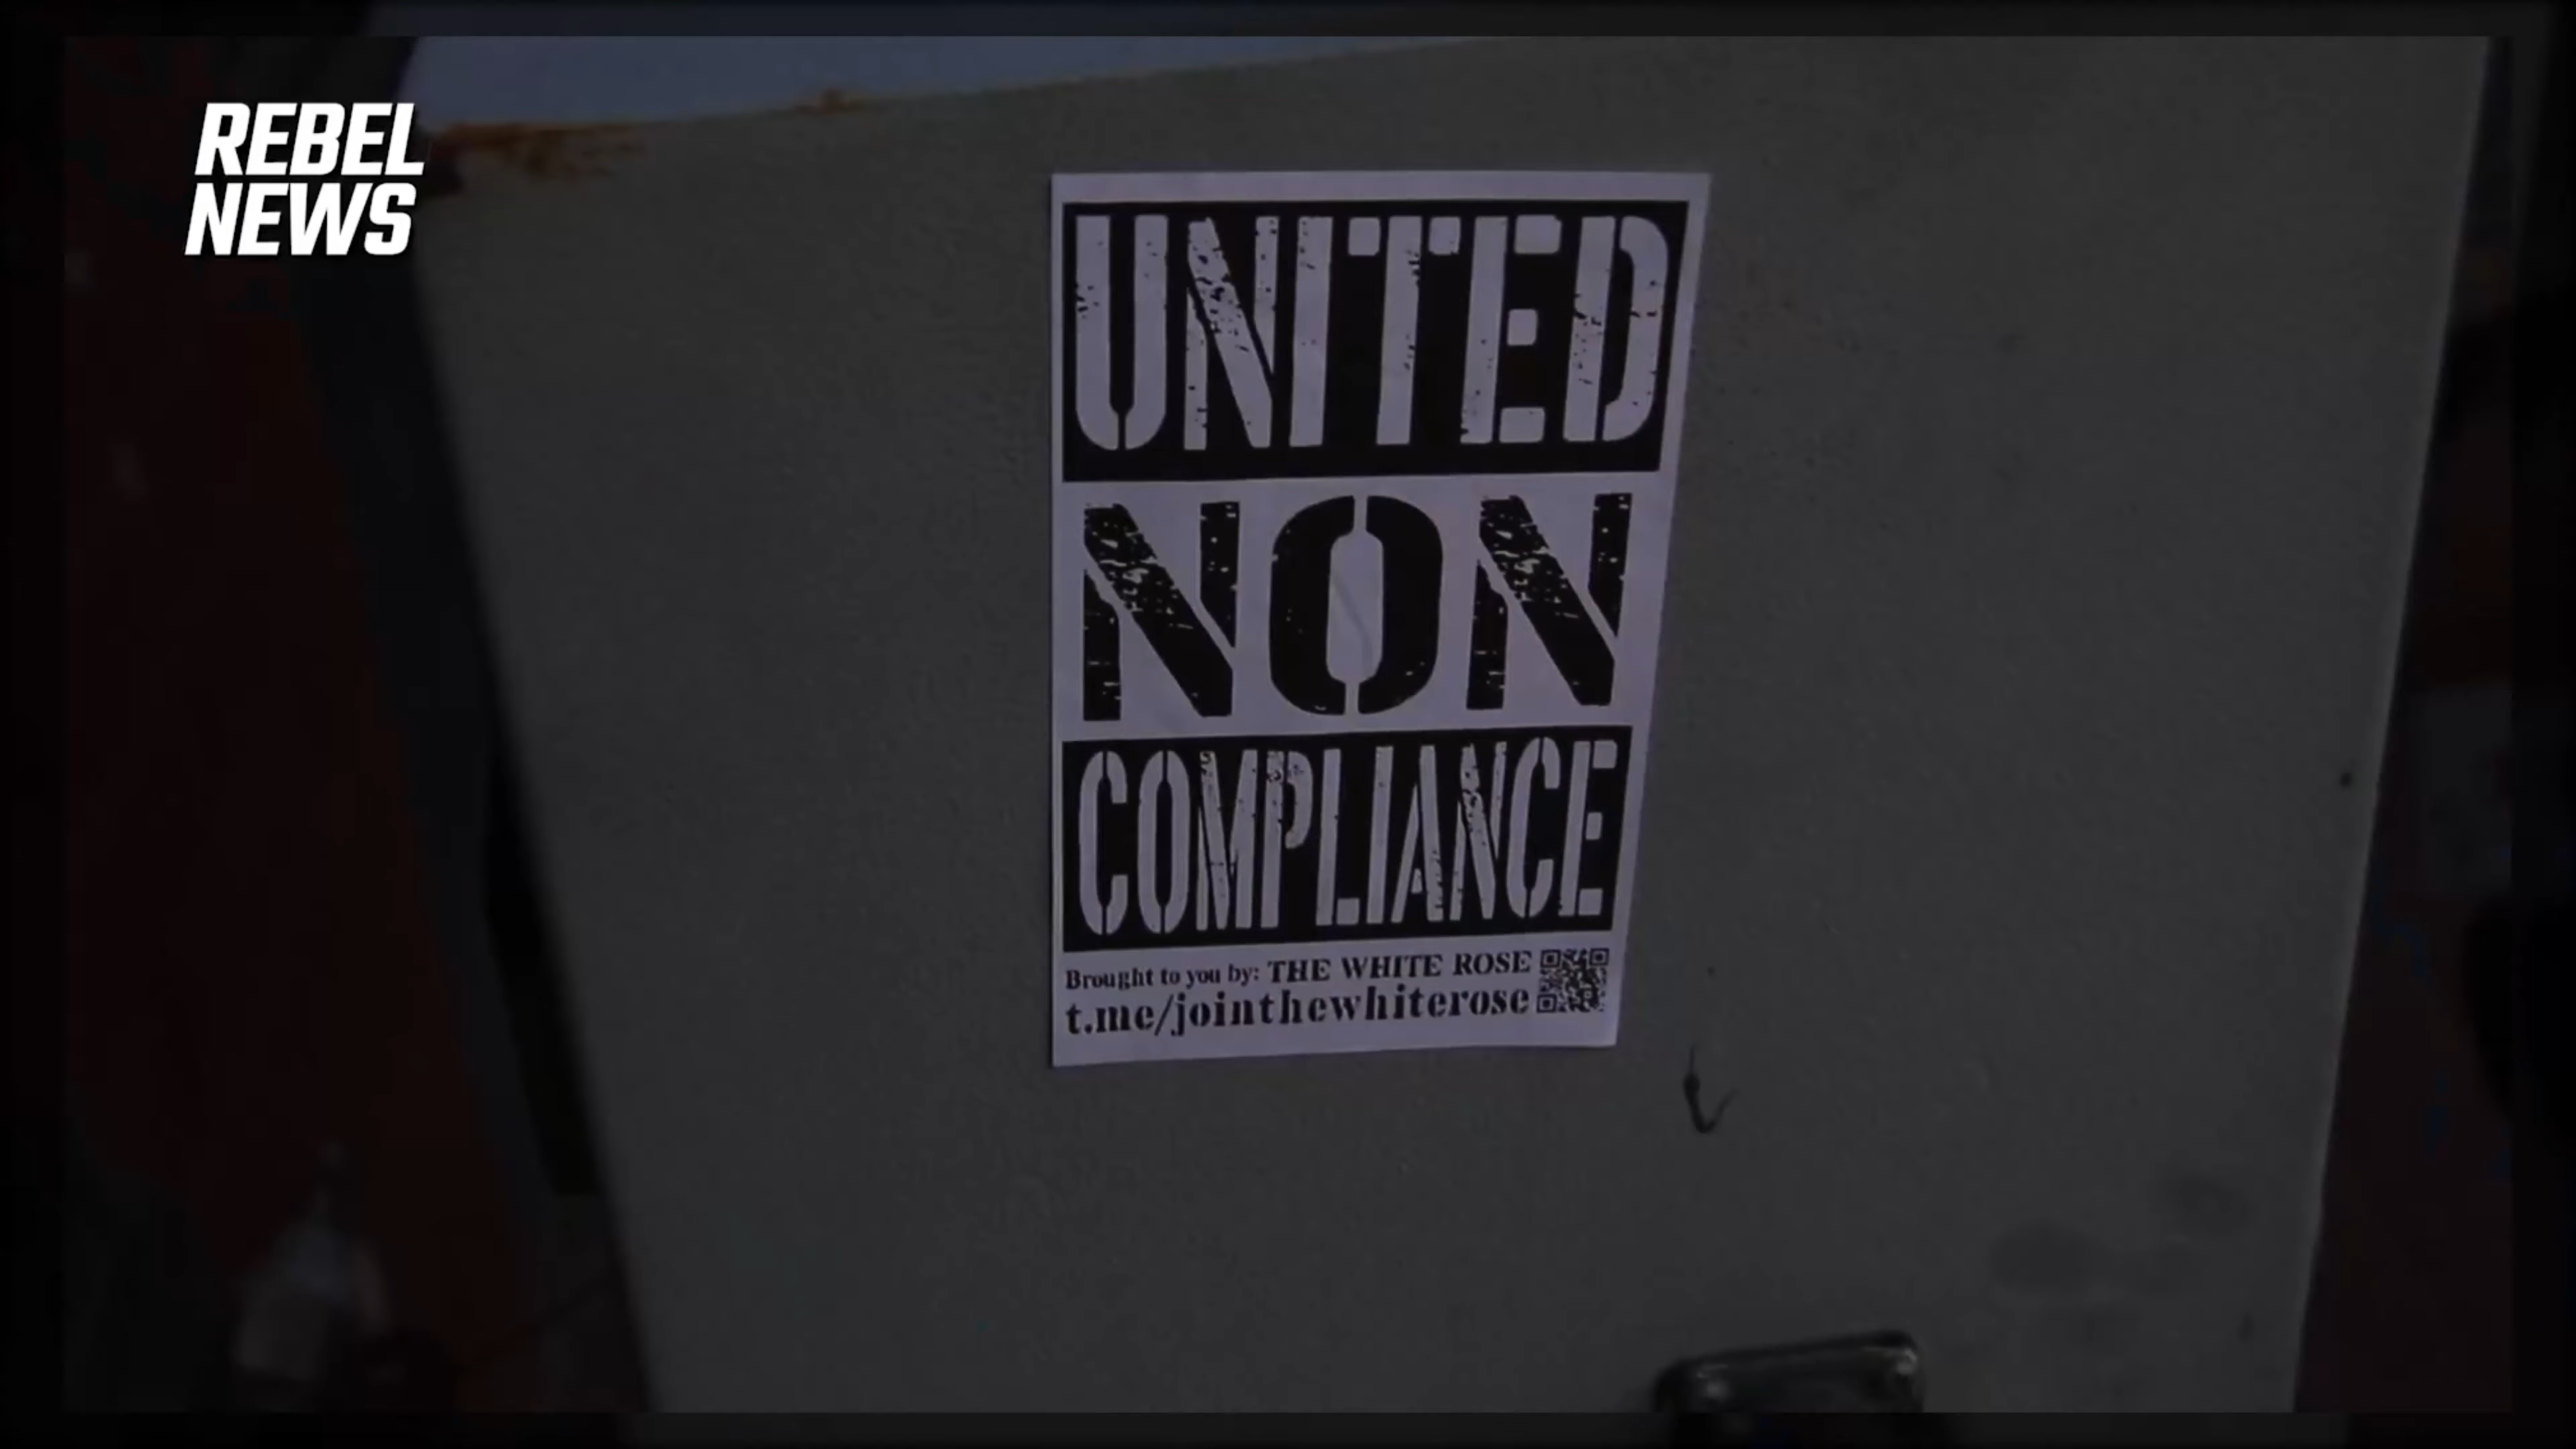 REBEL
NEWS
UNITED
NON
COMPLIANCE
Brought to you by: THE WHITE ROSE
t.me/jointhewhiterose